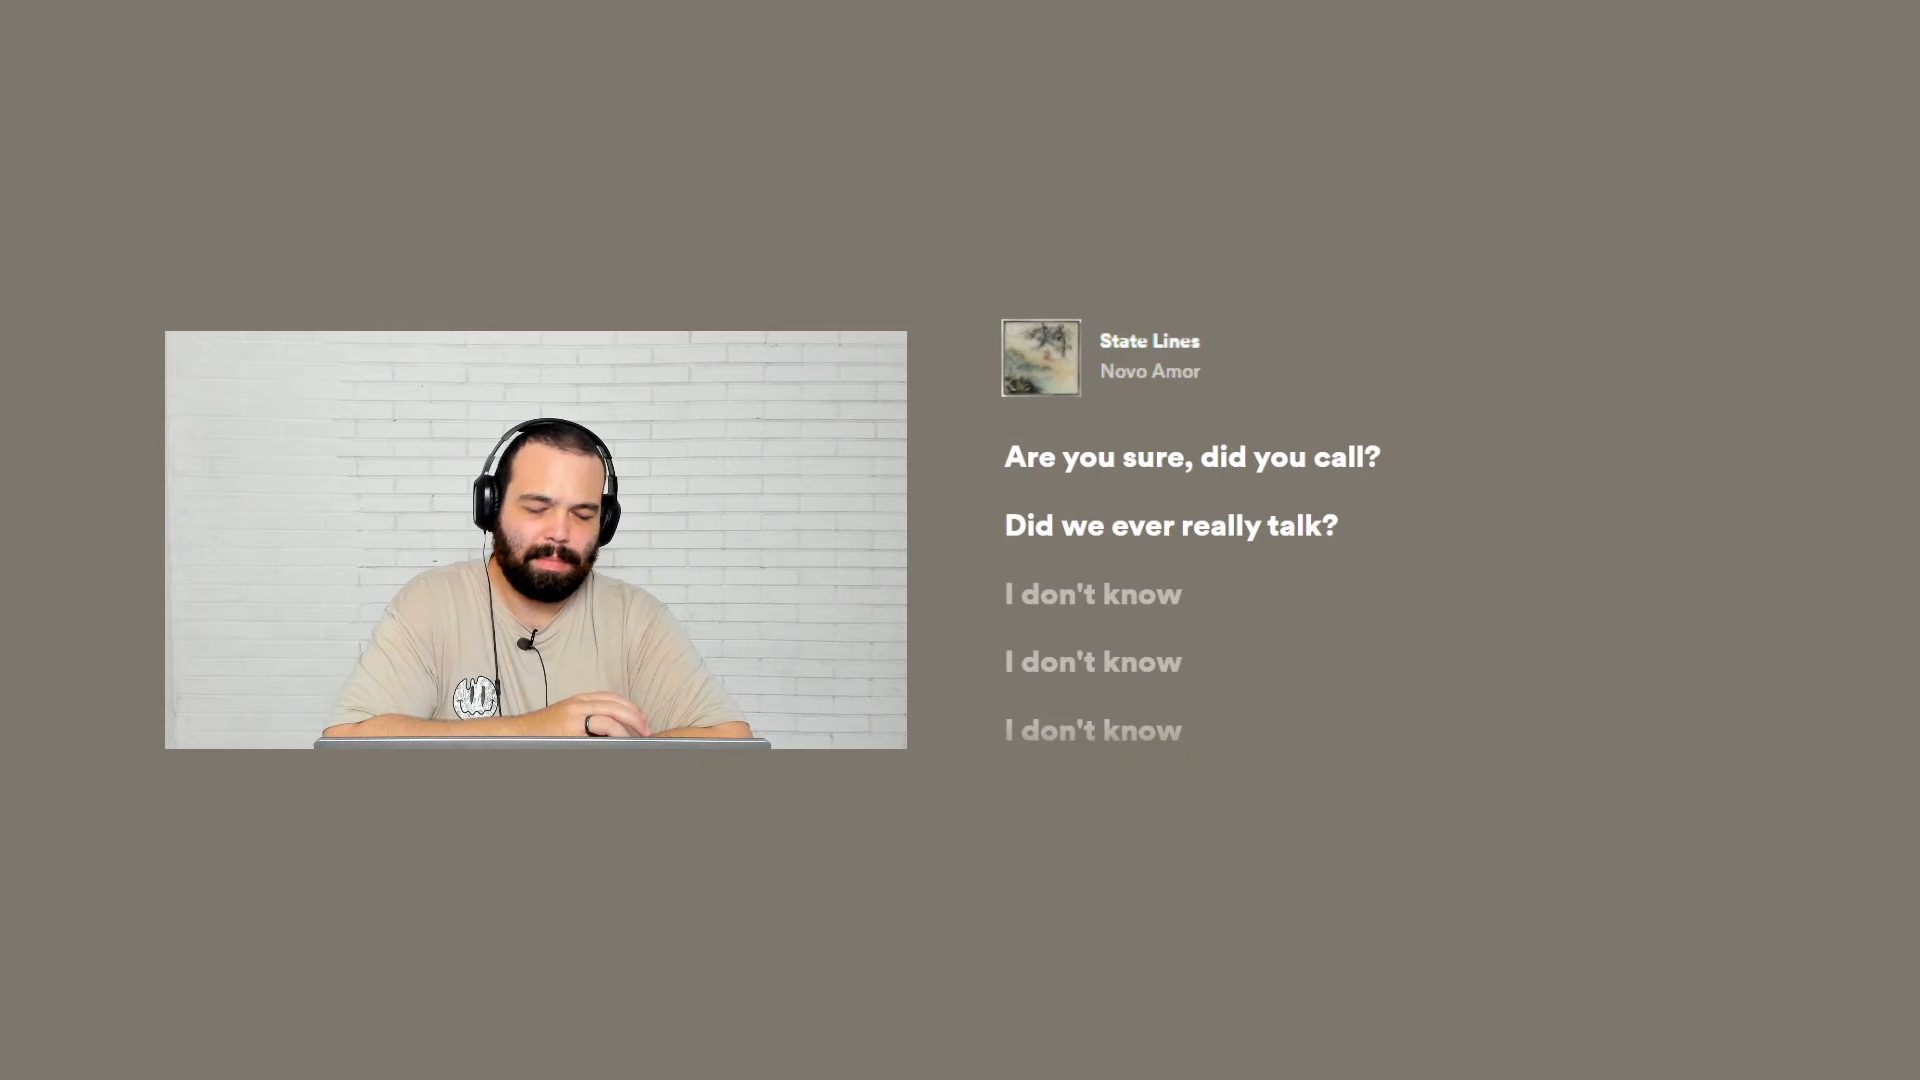 State Lines
Novo Amor
Are you sure, did you call?
Did we ever really talk?
I don't know
I don't know
I don't know